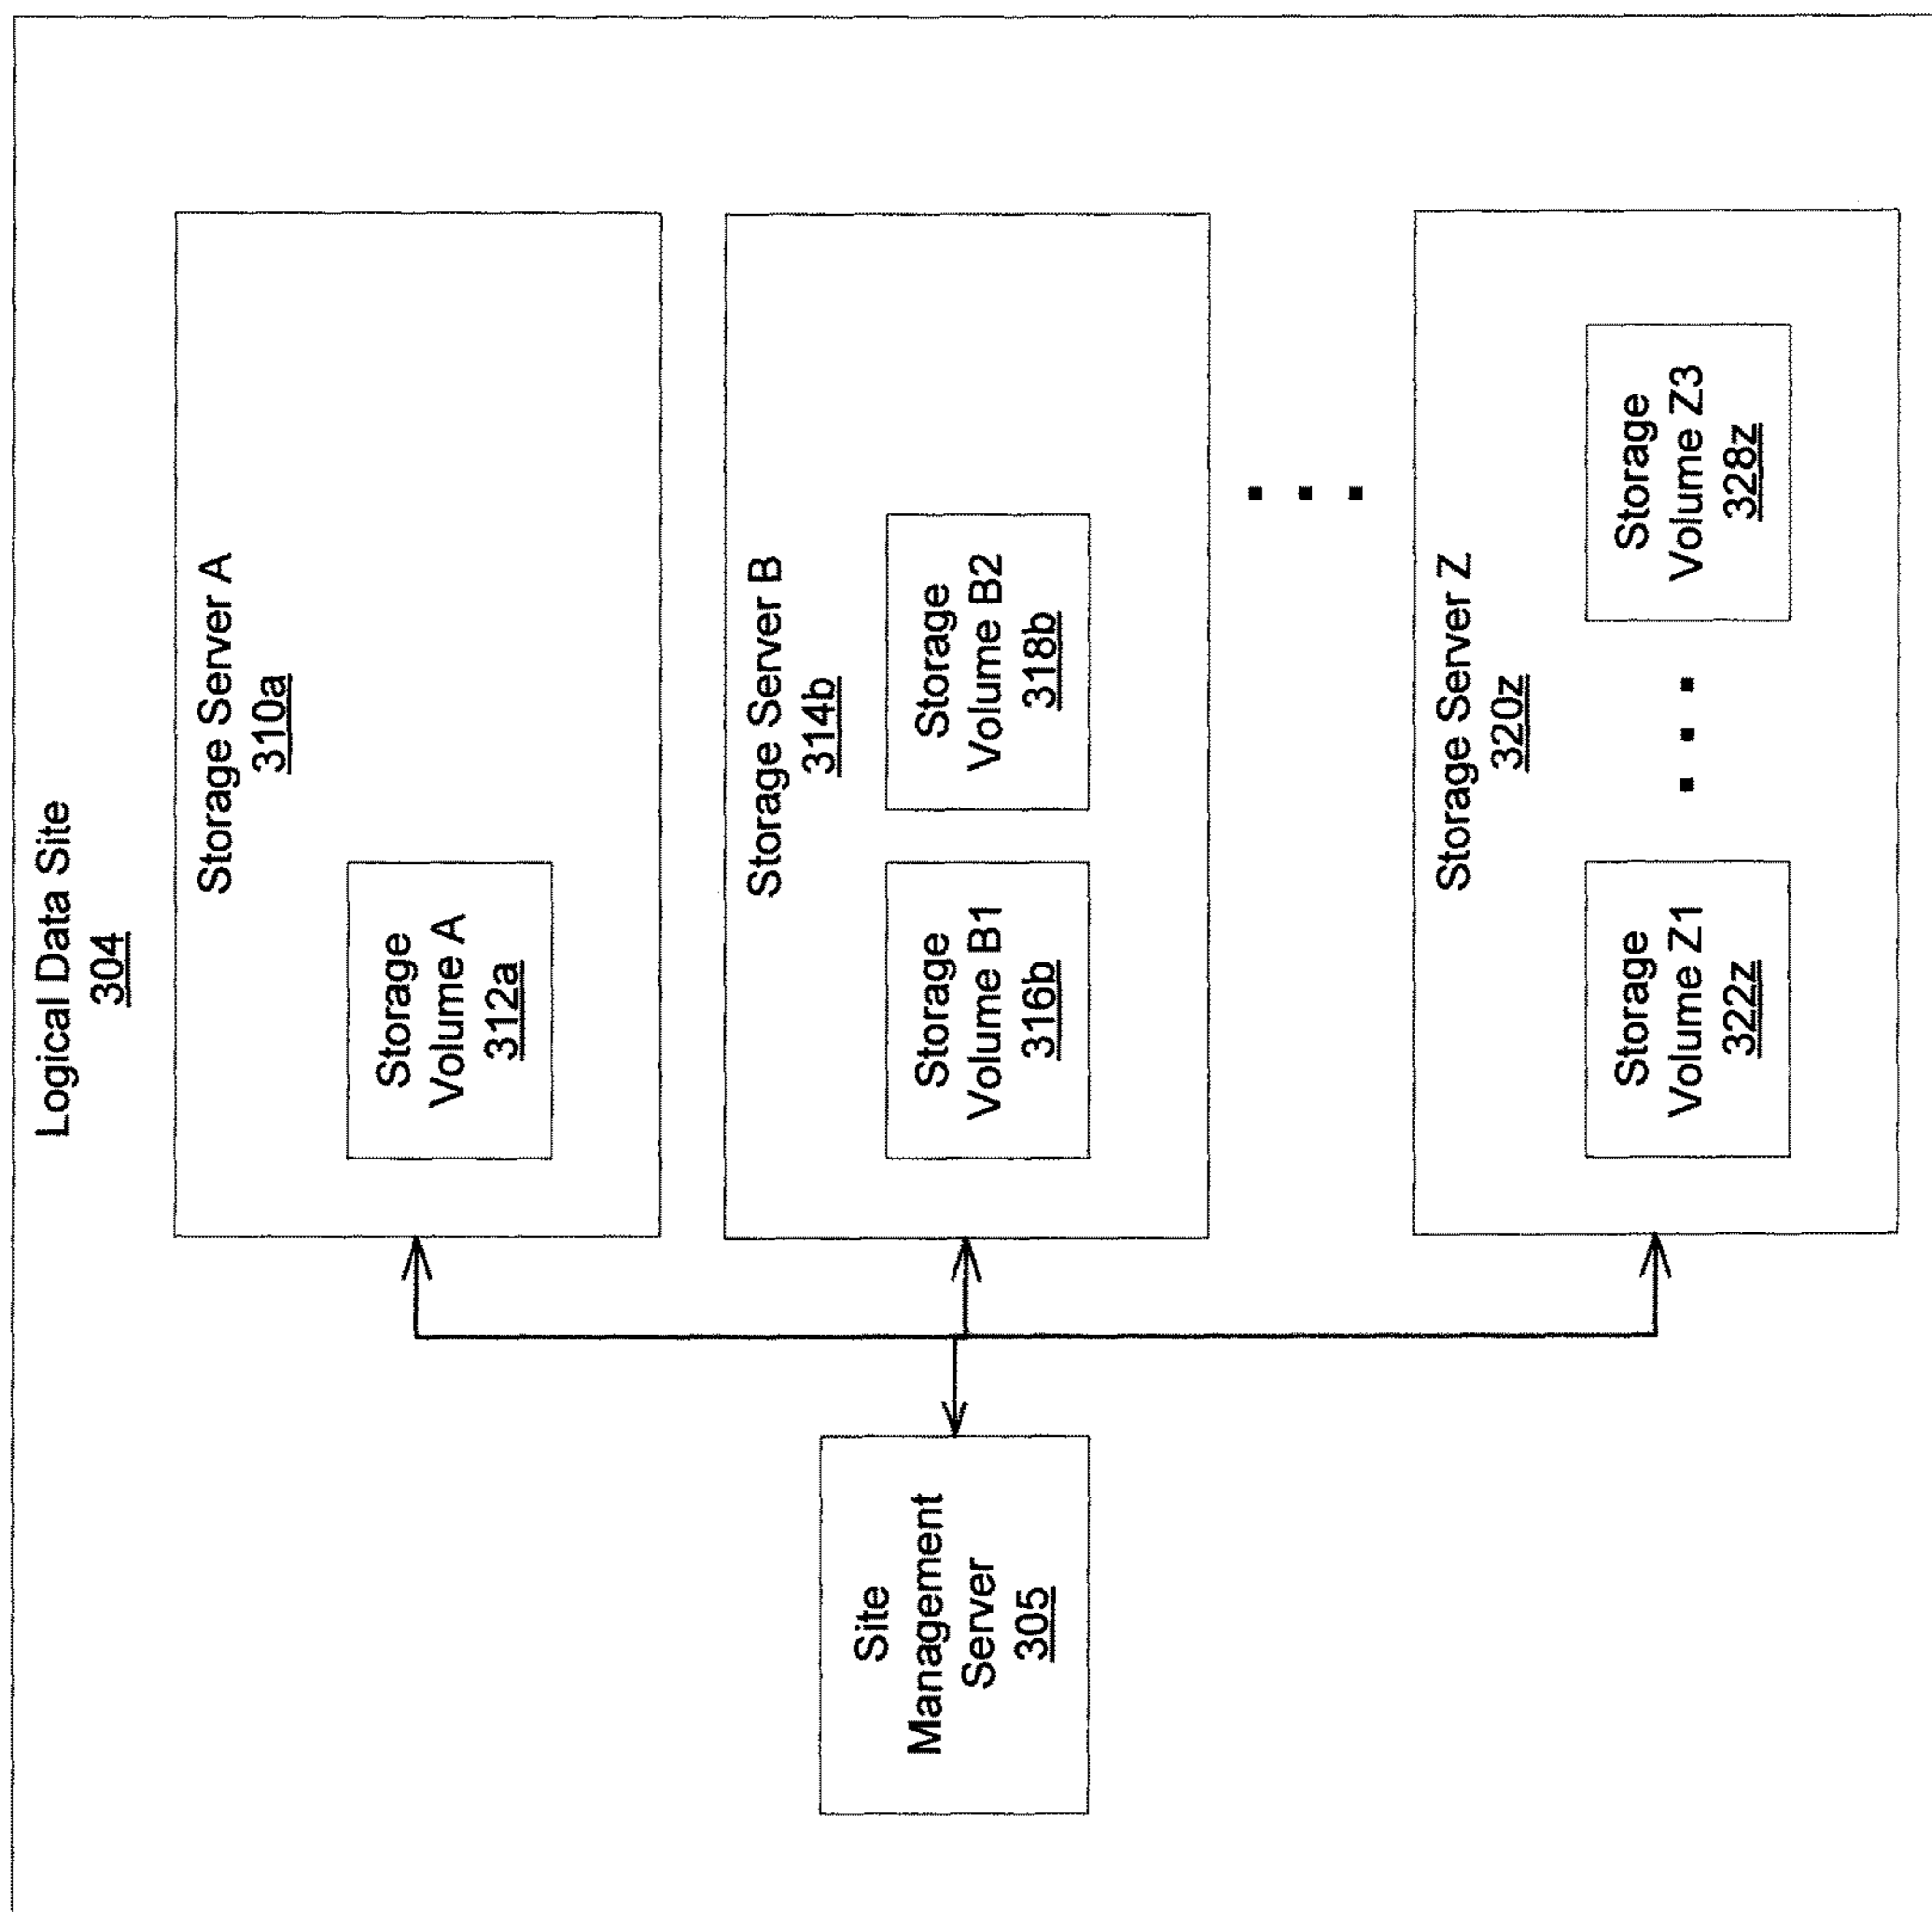 Logical Data Site
304
Storage Server A
310a
Storage
Volume A
312a
Storage Server B
314b
Storage
Volume B1
316b
Storage
Volume B2
318b
Storage Server Z
320z
Storage
Volume Z1
322z
Storage
Volume Z3
328z
Site
Management
Server
305